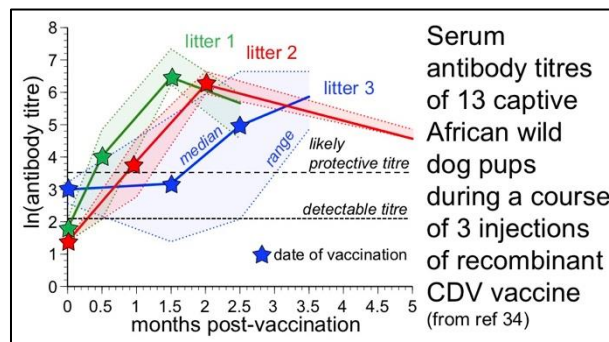 litter 1
litter 2
litter 3
median
range
likely
protective titre
detectable titre
date of vaccination
ln(antibody titre)
8
7
6
5
4
3
2
1
0
0 0.5 1 1.5 2 2.5 3 3.5 4 4.5 5
months post-vaccination
Serum
antibody titres
of 13 captive
African wild
dog pups
during a course
of 3 injections
of recombinant
CDV vaccine
(from ref 34)